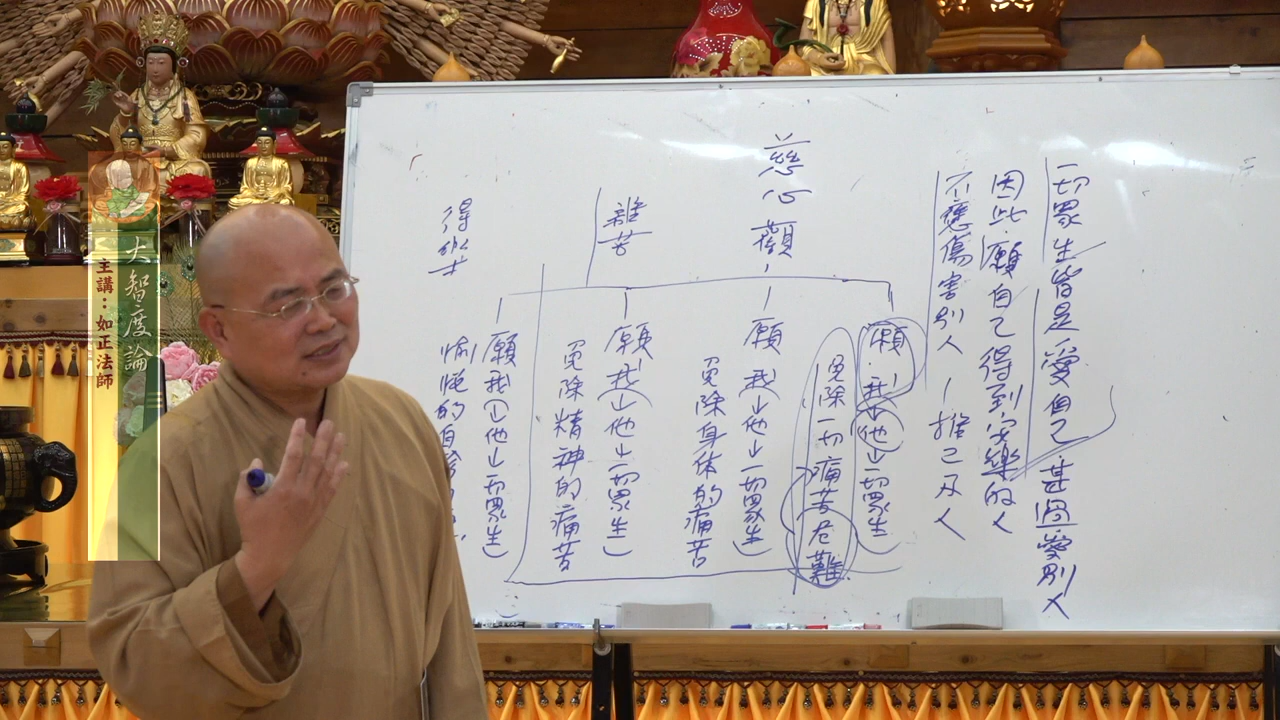 一切眾生皆是愛自己甚過愛別人
因此願自己得到安樂的人
不應傷害別人-推己及人
慈心觀
願我(他)一切眾生
免除一切痛苦危難
願我(他)一切眾生)
免除身体的痛苦
離苦
願我(他)一切眾生)
免除精神的痛苦
得樂
願我(他)一切眾生)
愉悅的自
大智度論
主講：如正法師